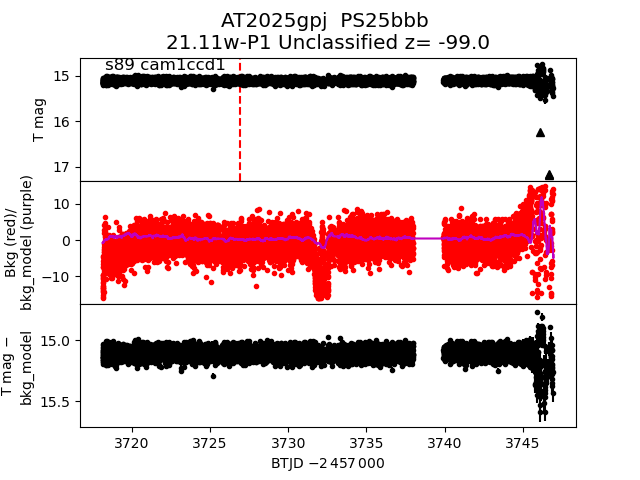 AT2025gpj  PS25bbb
21.11w-P1 Unclassified z= -99.0
s89 cam1ccd1
15
16
17
T mag
10
0
−10
Bkg (red)/
bkg_model (purple)
15.0
15.5
T mag −
bkg_model
3720
3725
3730
3735
3740
3745
BTJD −2 457 000